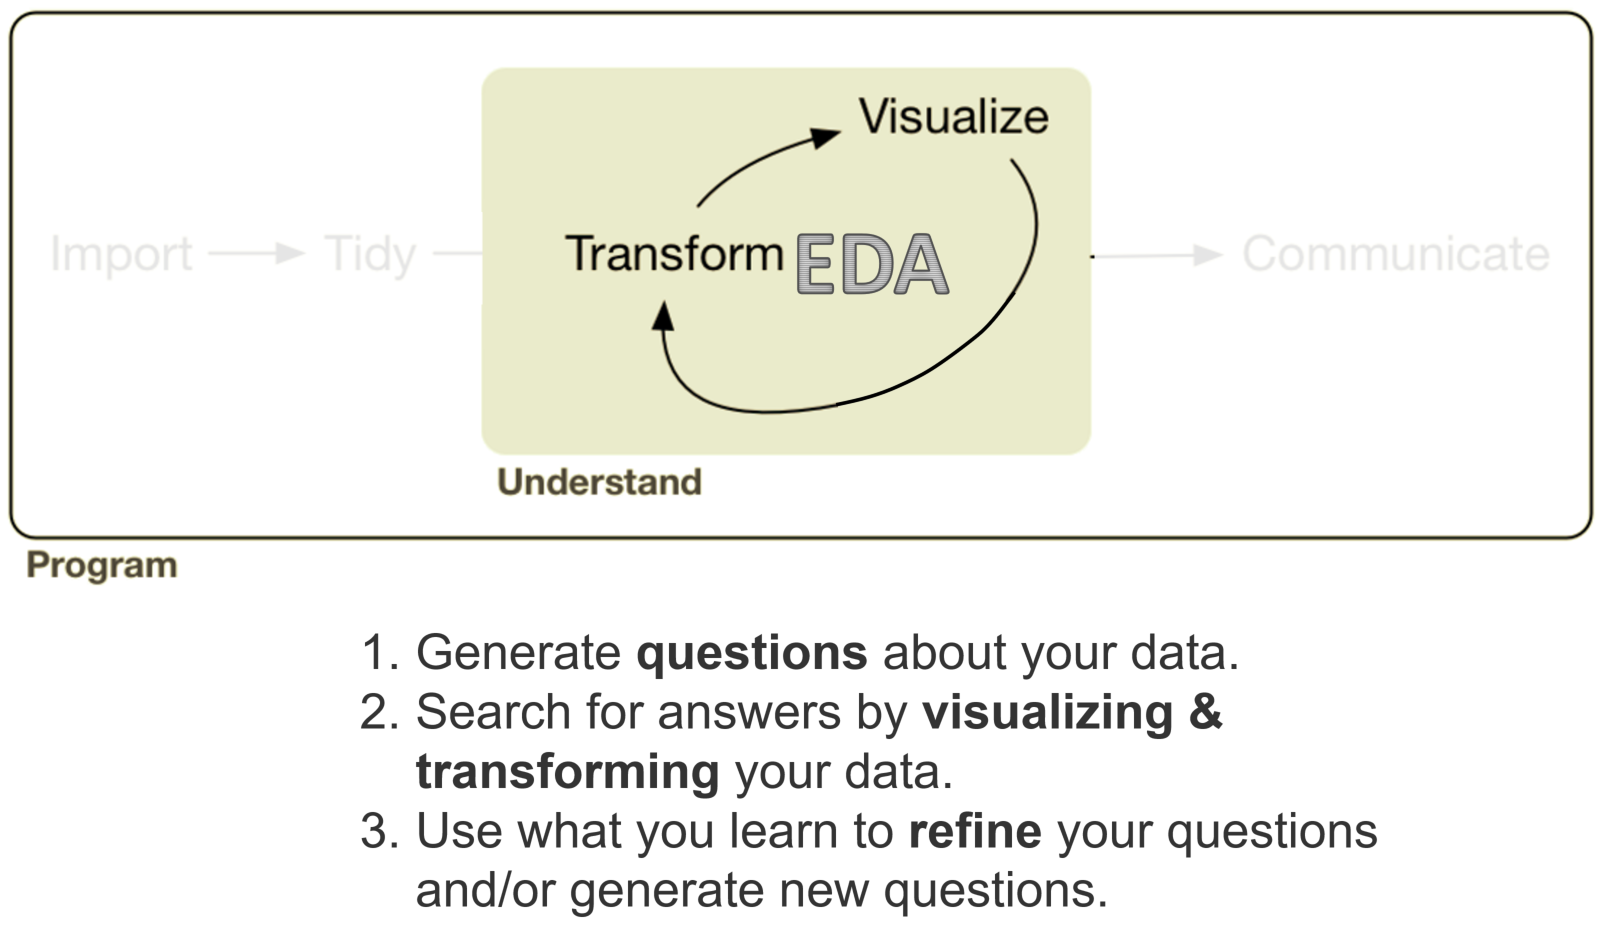 Visualize
Import
Tidy
Transform
EDA
Communicate
Understand
Program
1. Generate questions about your data.
2. Search for answers by visualizing &
transforming your data.
3. Use what you learn to refine your questions
and/or generate new questions.